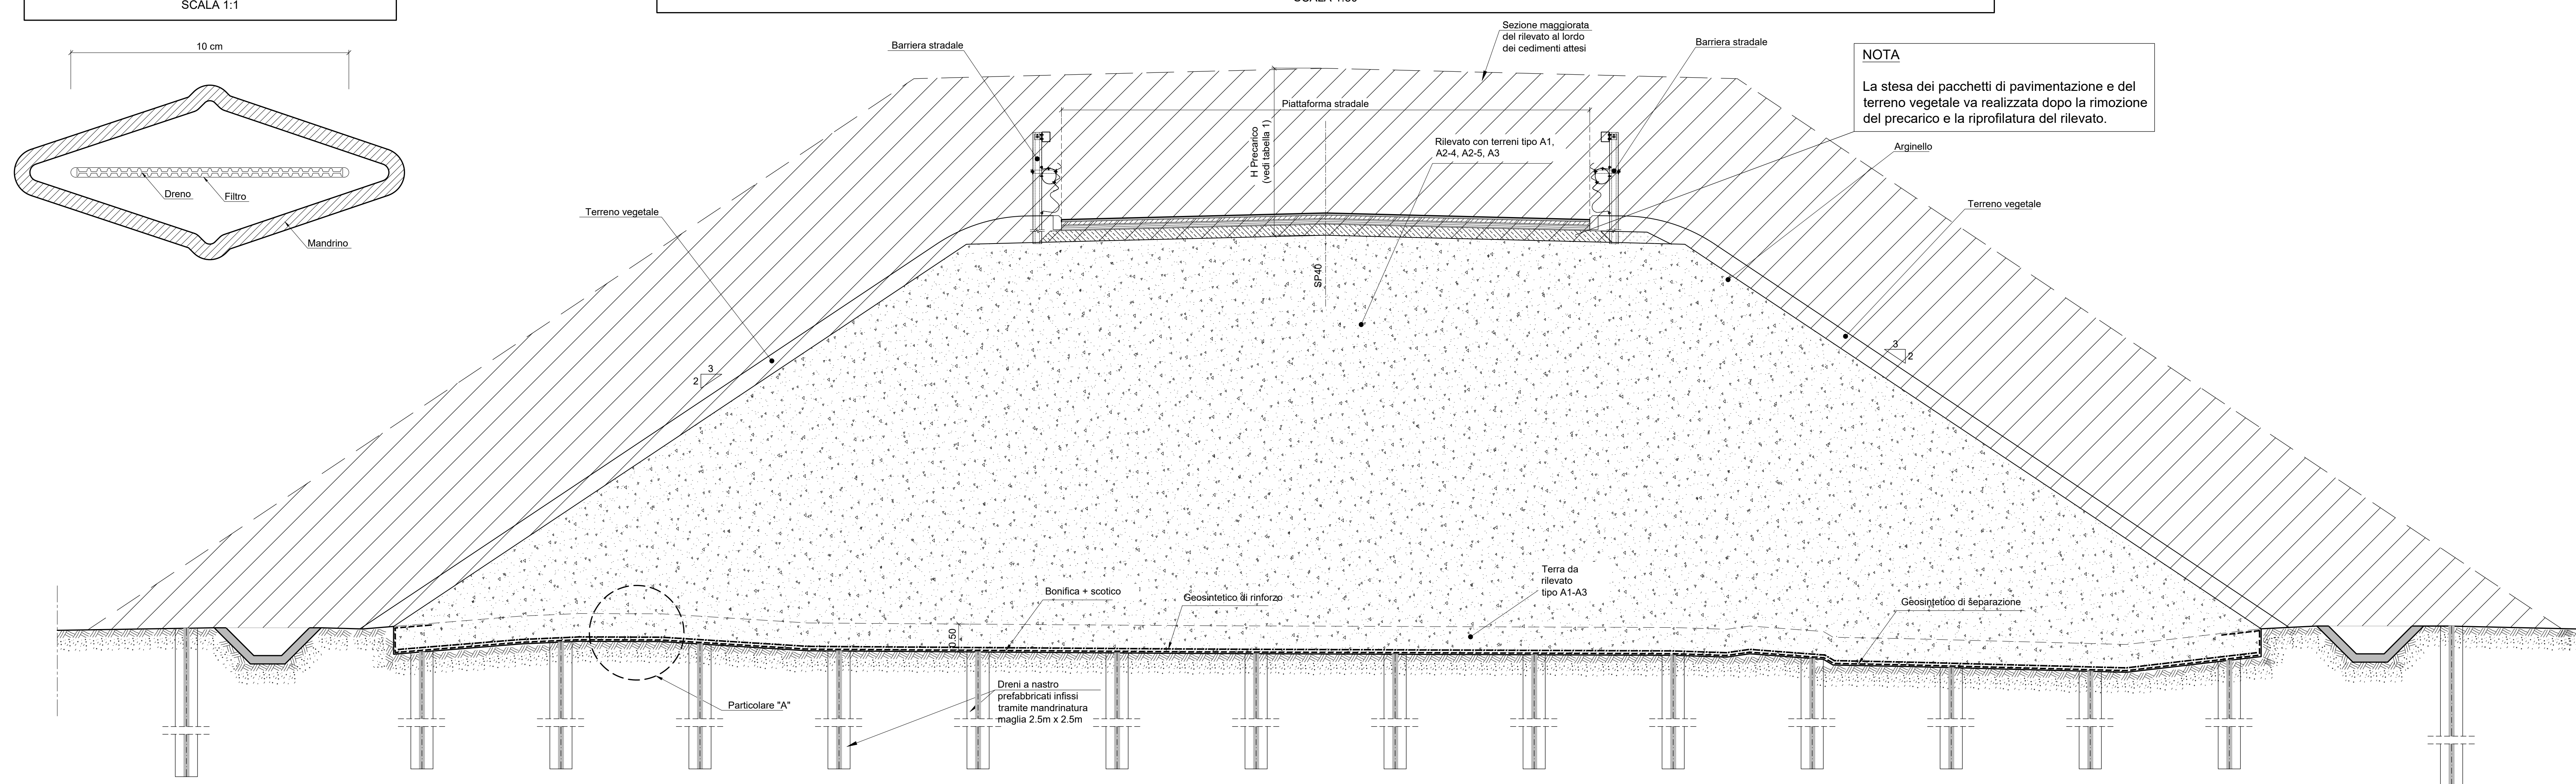 SCALA 1:1
10 cm
Dreno
Filtro
Mandrino
Barriera stradale
Sezione maggiorata
del rilevato al lordo
dei cedimenti attesi
Barriera stradale
NOTA
La stesa dei pacchetti di pavimentazione e del
terreno vegetale va realizzata dopo la rimozione
del precarico e la riprofilatura del rilevato.
Piattaforma stradale
H Precarico
(vedi tabella 1)
Rilevato con terreni tipo A1,
A2-4, A2-5, A3
Arginello
Terreno vegetale
Terreno vegetale
SP40
3
2
3
2
Terra da
rilevato
tipo A1-A3
Bonifica + scotico
Geosintetico di rinforzo
Geosintetico di separazione
0.50
Dreni a nastro
prefabbricati infissi
tramite mandrinatura
maglia 2.5m x 2.5m
Particolare "A"